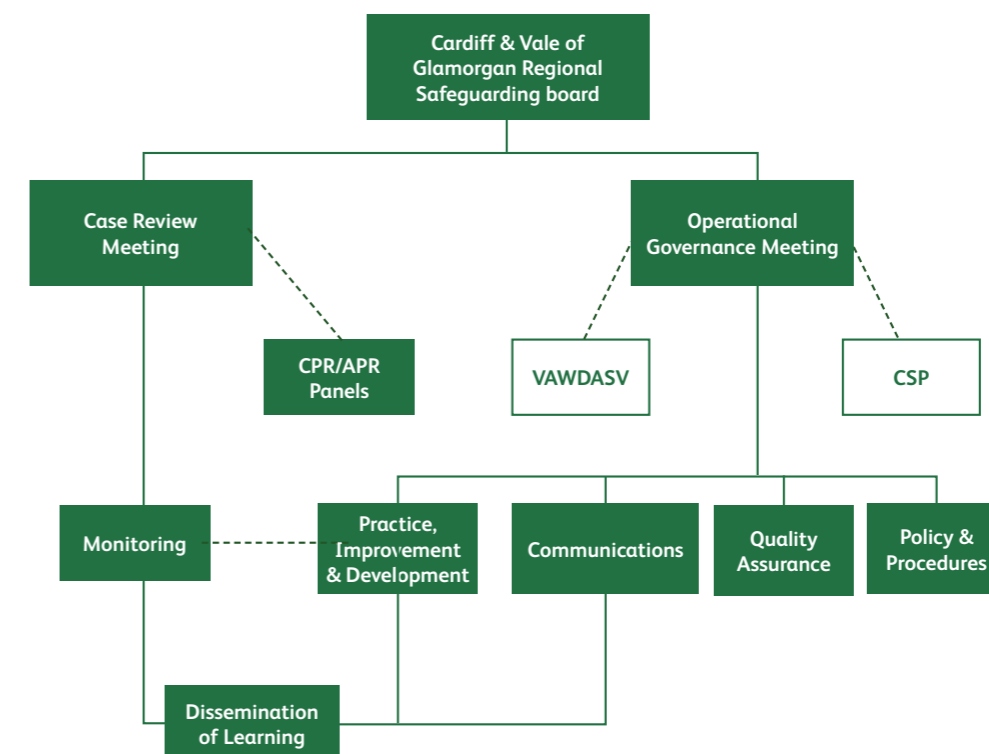 Cardiff & Vale of
Glamorgan Regional
Safeguarding board
Case Review
Meeting
Operational
Governance Meeting
CPR/APR
Panels
VAWDASV
CSP
Monitoring
Practice,
Improvement
& Development
Communications
Quality
Assurance
Policy &
Procedures
Dissemination
of Learning